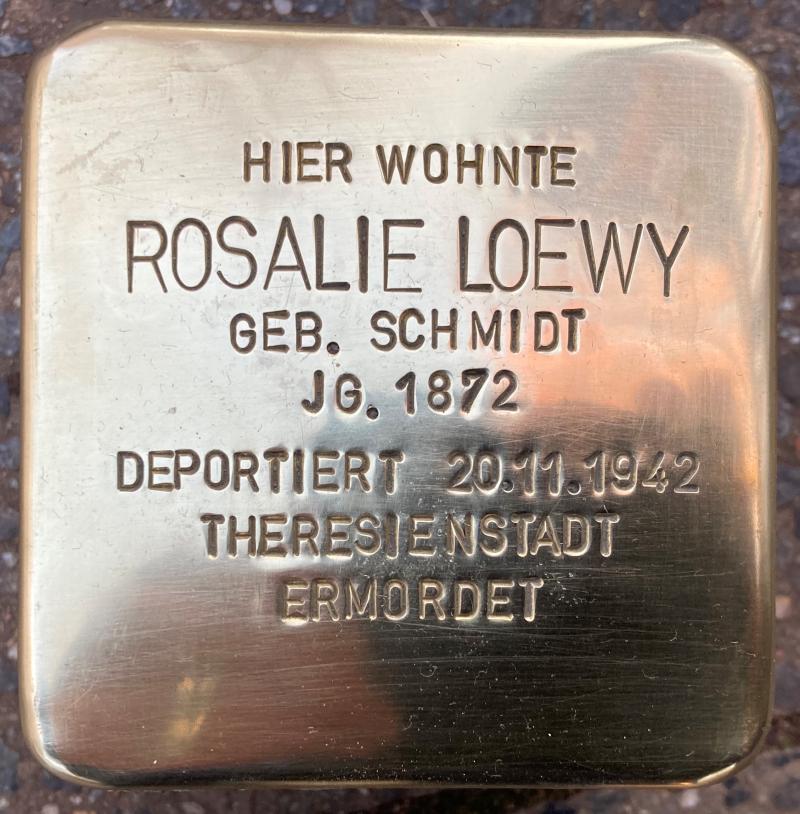 HIER WOHNTE
ROSALIE LOEWY
GEB. SCHMIDT
JG. 1872
DEPORTIERT 20.11.1942
THERESIENSTADT
ERMORDET